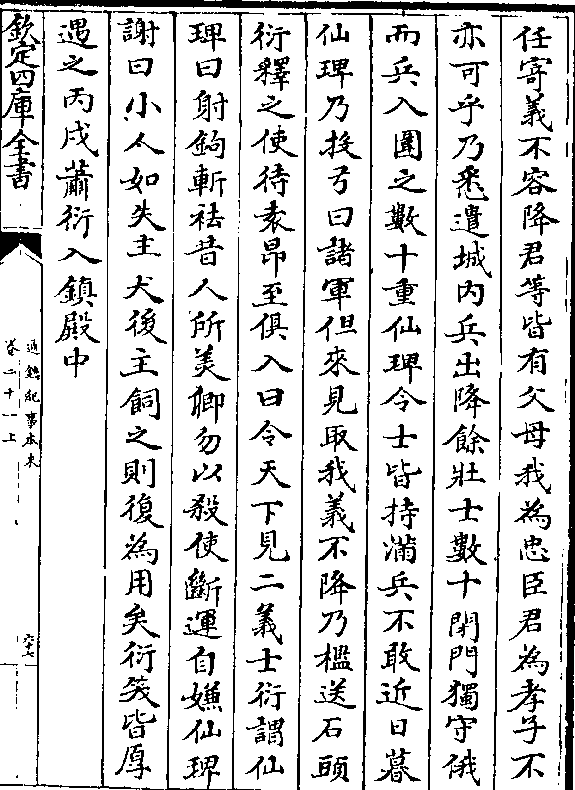 任寄義不容降君等皆有父母我為忠臣君為孝子不
亦可乎乃悉遣城内兵出降餘壯士數十閉門獨守俄
而兵入圍之數十重仙琕令士皆持滿兵不敢近日暮
仙琕乃投弓曰諸軍但來見取我義不降乃檻送石頭
衍釋之使待袁昂至俱入曰令天下見二義士衍謂仙
琕曰射鉤斬祛昔人所美卿勿以殺使斷運自嫌仙琕
謝曰小人如失主犬後主飼之則復為用矣衍笑皆厚
遇之丙戌蕭衍入鎮殿中
欽定四庫全書
通鑑紀事本末
卷二十一上
六十七